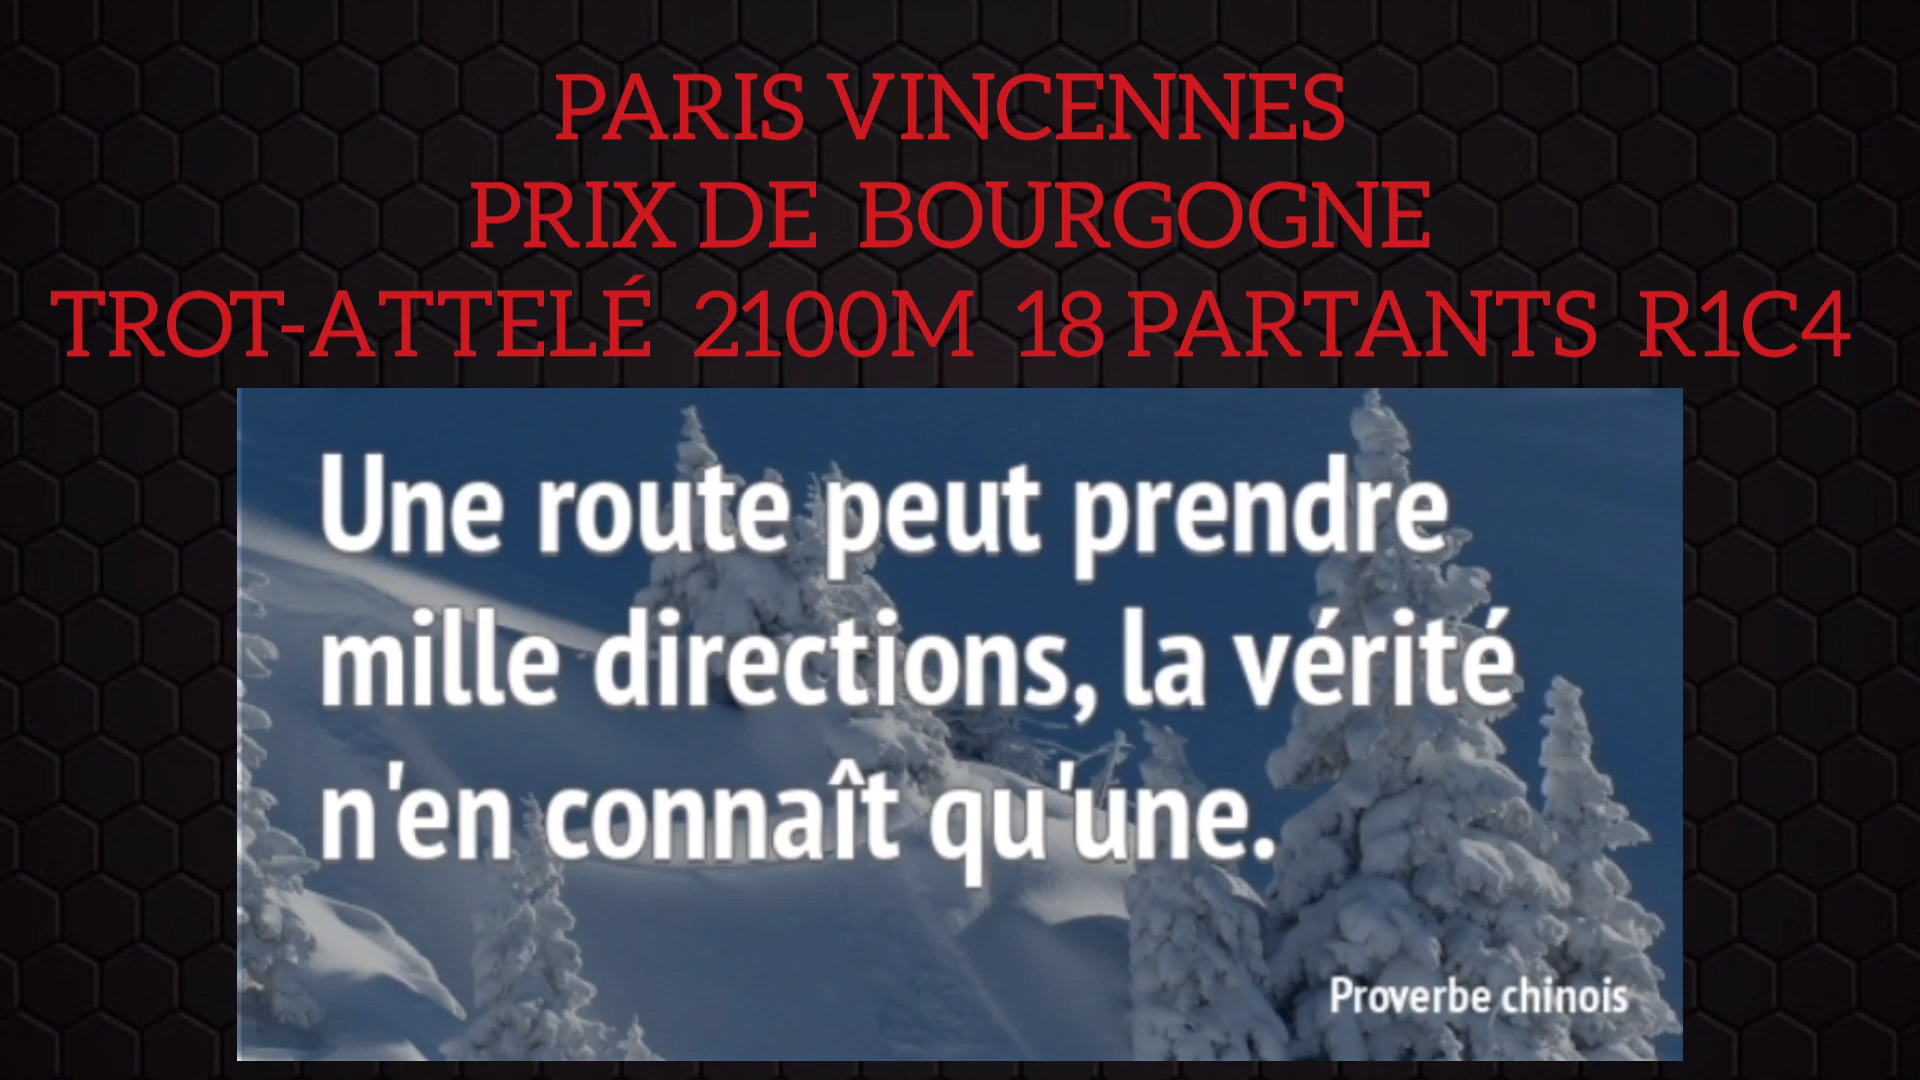 PARIS VINCENNES
PRIX DE BOURGOGNE
TROT-ATTELÉ 2100M 18 PARTANTS R1C4
Une route peut prendre
mille directions, la vérité
n'en connaît qu'une.
Proverbe chinois